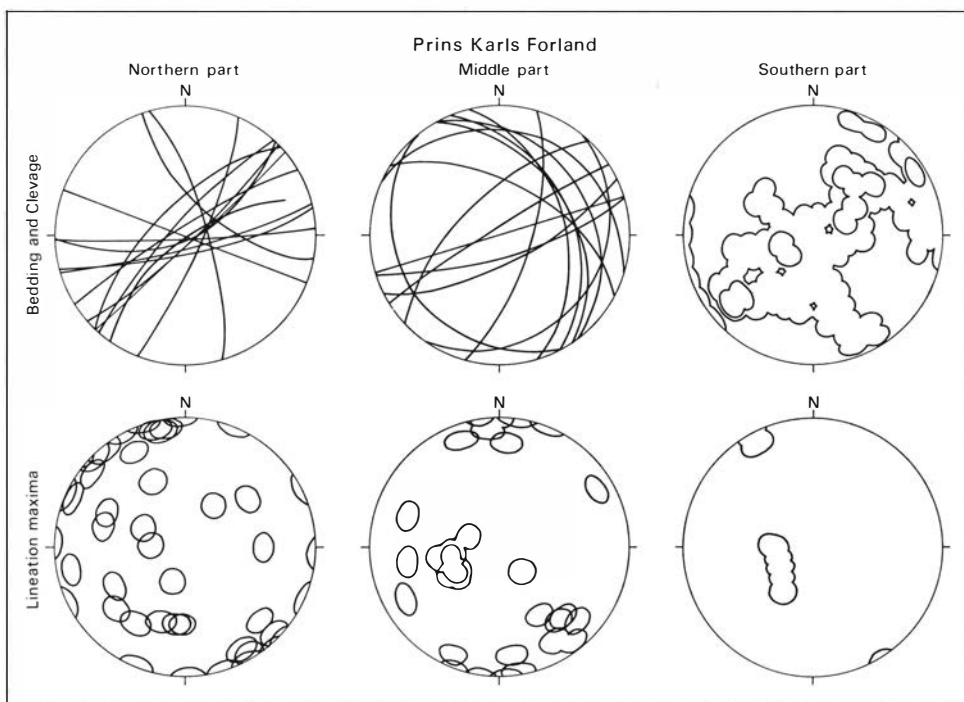 Prins Karls Forland
Northern part
Middle part
Southern part
N
N
N
Bedding and Clevage
N
N
N
Lineation maxima